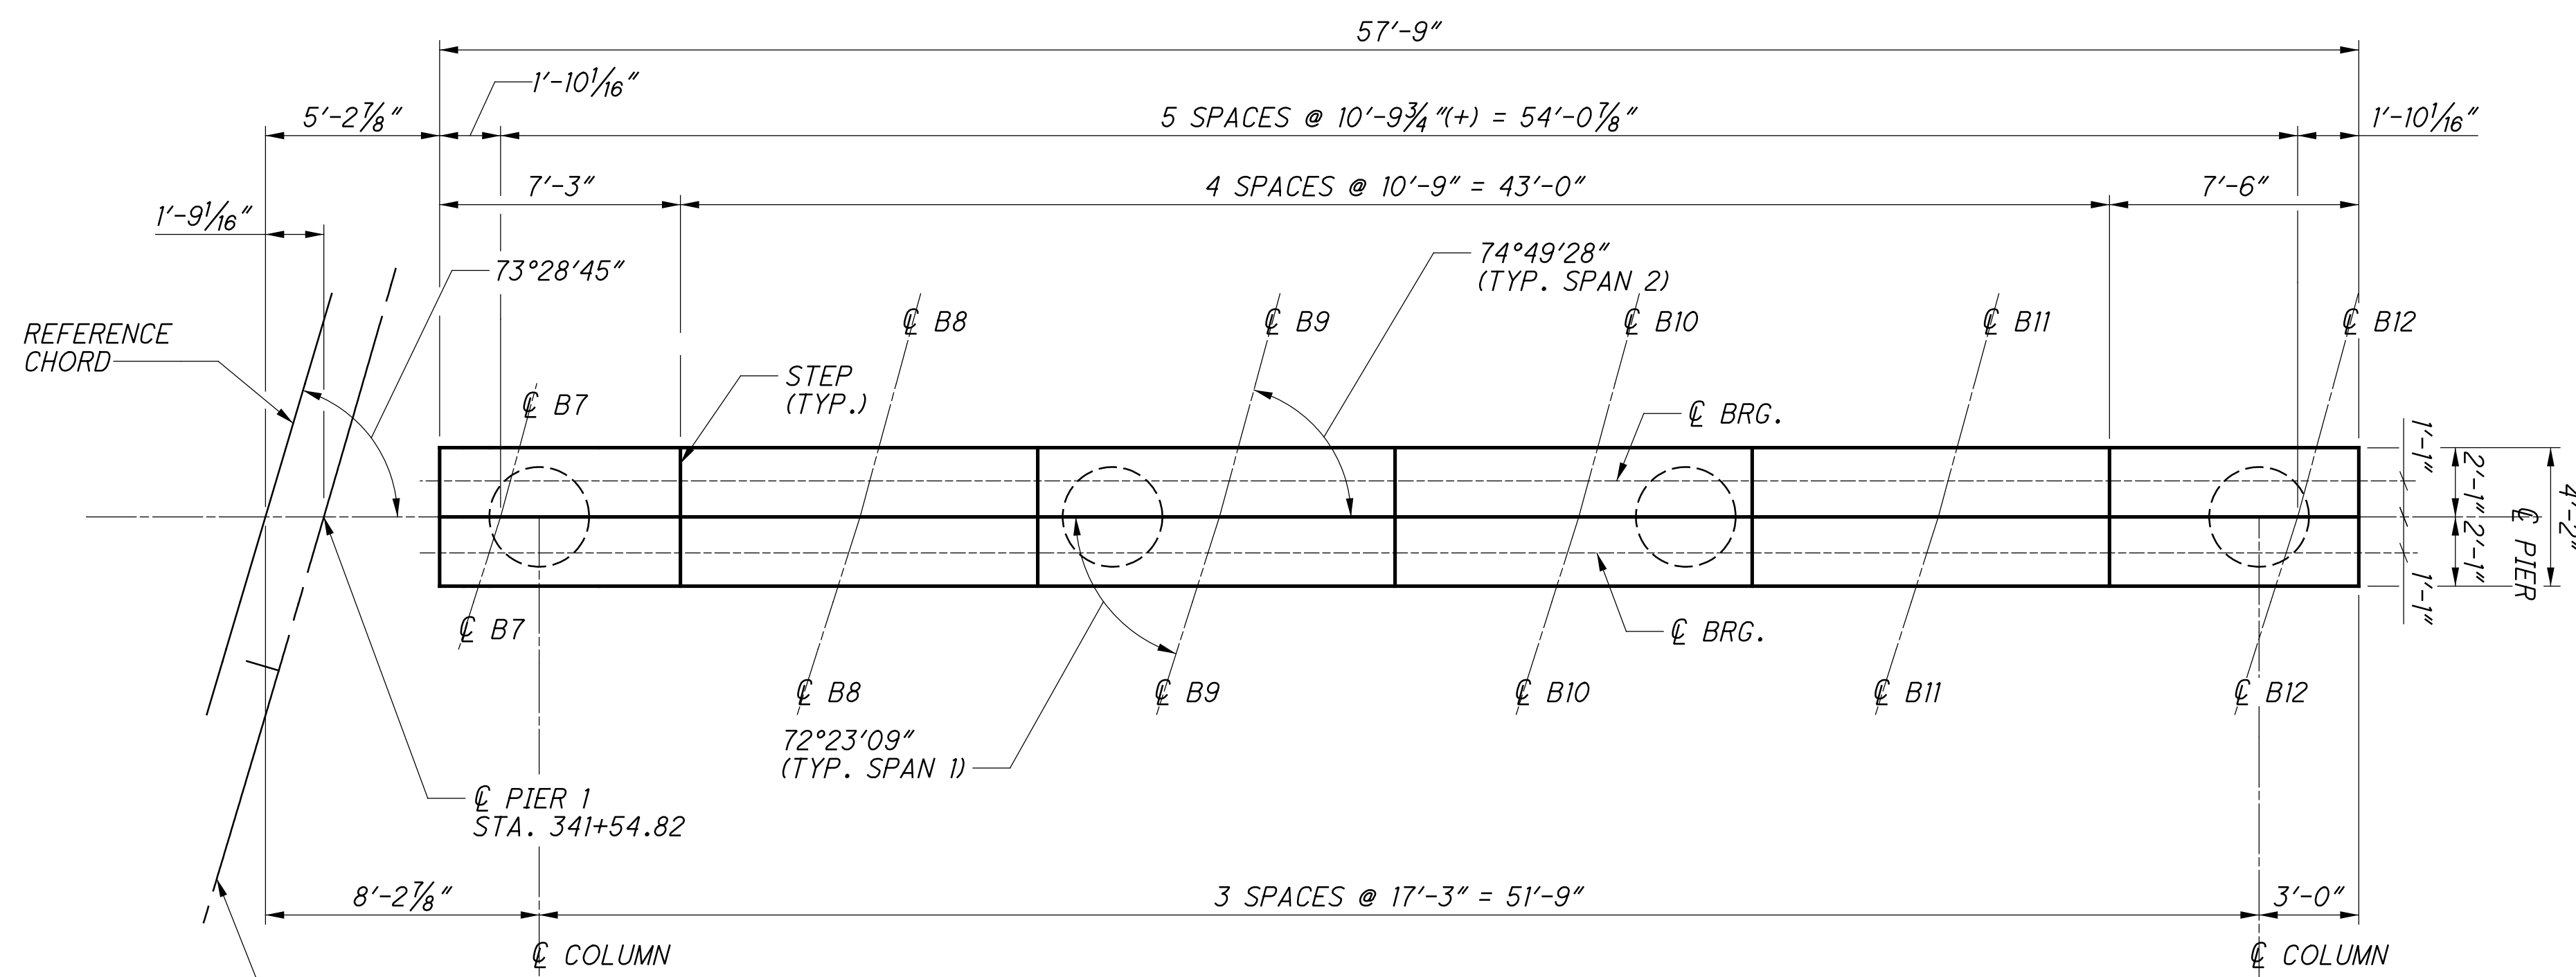 57'-9"
1'-10 1/16"
5'-2 7/8"
5 SPACES @ 10'-9 3/4"(+) = 54'-0 7/8"
1'-10 1/16"
7'-3"
4 SPACES @ 10'-9" = 43'-0"
7'-6"
1'-9 1/16"
73°28'45"
74°49'28"
(TYP. SPAN 2)
REFERENCE
CHORD
℄ B8
℄ B9
℄ B10
℄ B11
℄ B12
STEP
(TYP.)
℄ B7
℄ BRG.
1'-1"
2'-1"
4'-2"
℄ PIER
2'-1"
1'-1"
℄ B7
℄ BRG.
℄ B8
℄ B9
℄ B10
℄ B11
℄ B12
72°23'09"
(TYP. SPAN 1)
℄ PIER 1
STA. 341+54.82
8'-2 7/8"
3 SPACES @ 17'-3" = 51'-9"
3'-0"
℄ COLUMN
℄ COLUMN